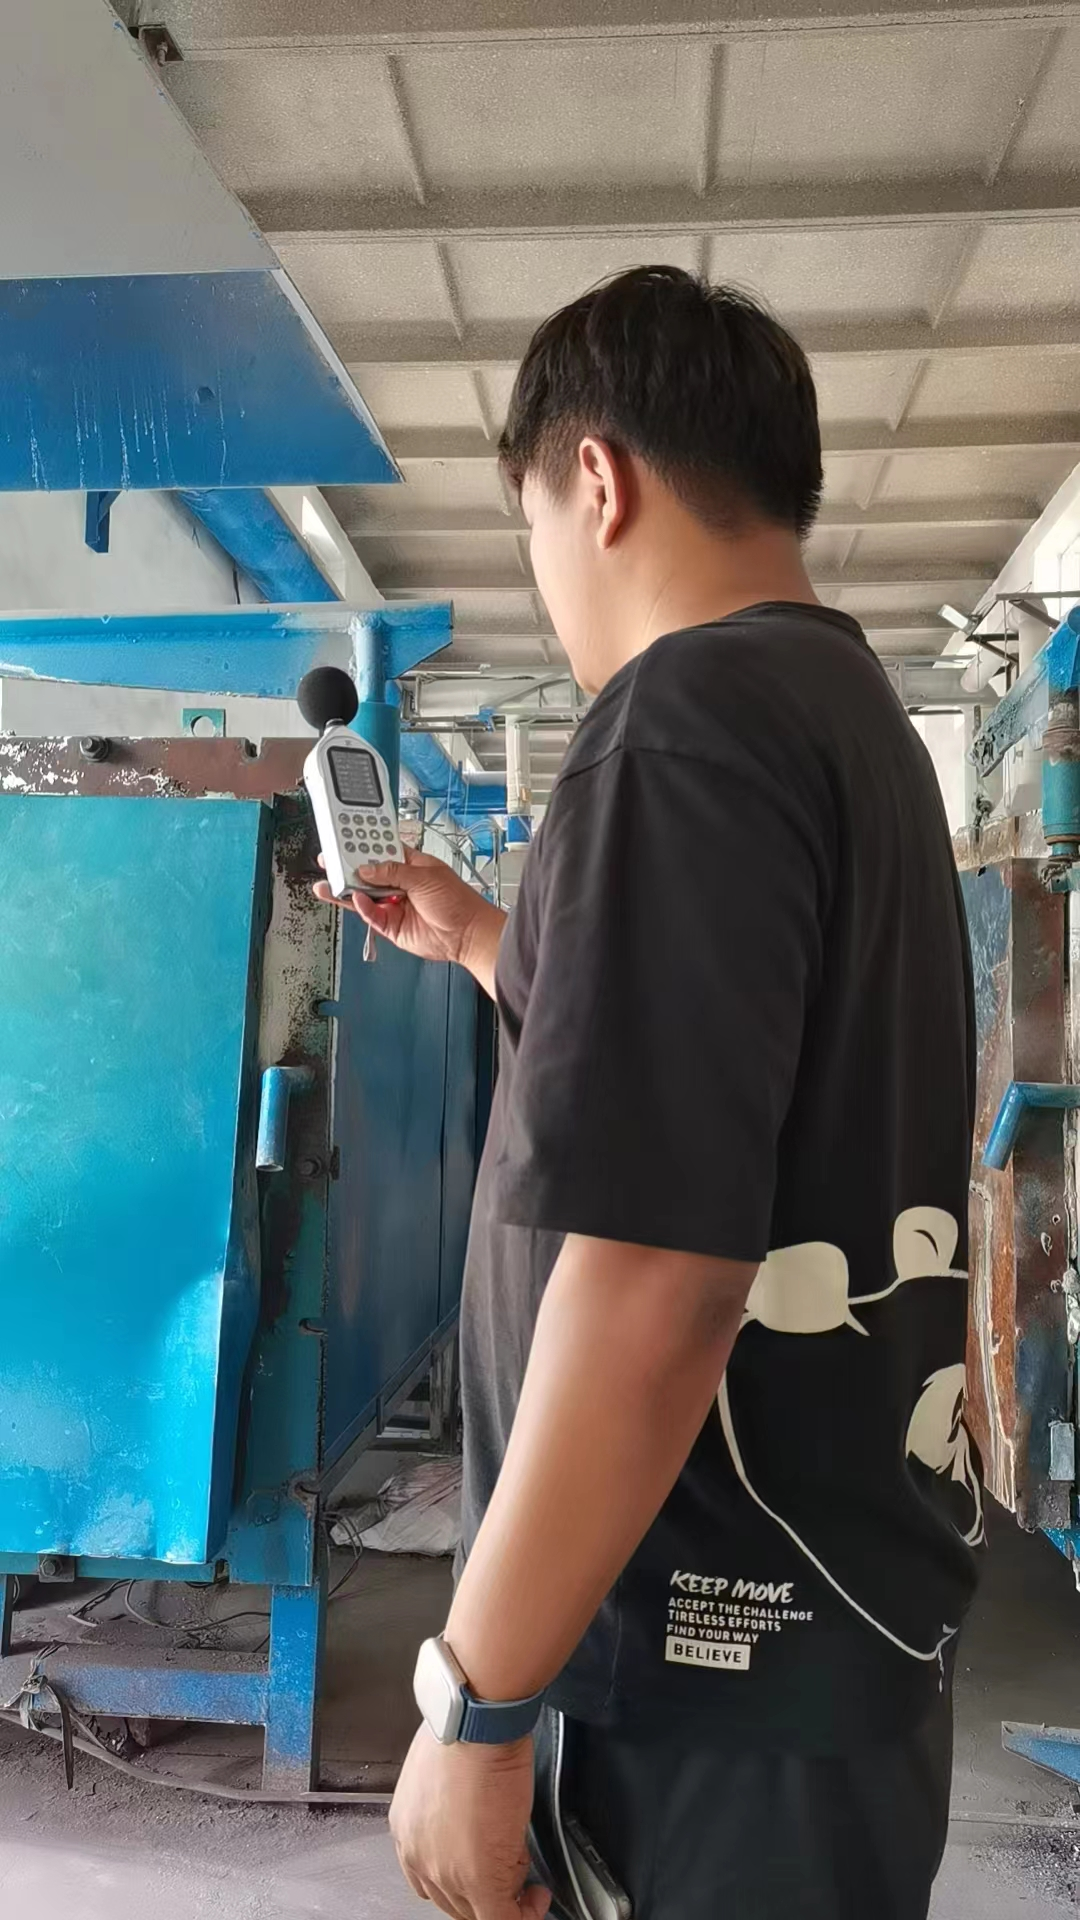 KEEP MOVE
ACCEPT THE CHALLENGE
TIRELESS EFFORTS
FIND YOUR WAY
BELIEVE